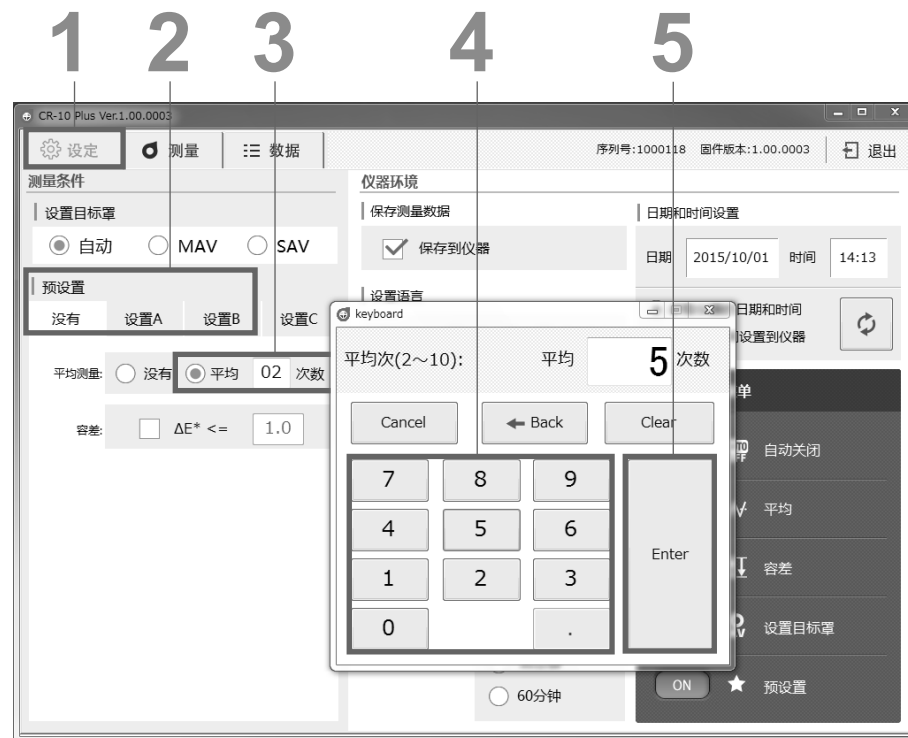 1 2 3 4 5
CR-10 Plus Ver.1.00.0003
设定 测量 数据 序列号:1000118 固件版本:1.00.0003 退出
测量条件
设置目标罩
自动 MAV SAV
预设置
没有 设置A 设置B 设置C
平均测量: 没有 平均 02 次数
容差: ΔE* <= 1.0
仪器环境
保存测量数据
保存到仪器
设置语言
日期和时间设置
日期 2015/10/01 时间 14:13
日期和时间
设置到仪器
keyboard
平均次(2～10): 平均 5 次数
Cancel Back Clear
7 8 9
4 5 6
1 2 3
0 .
Enter
60分钟
单
自动关闭
平均
容差
设置目标罩
ON 预设置